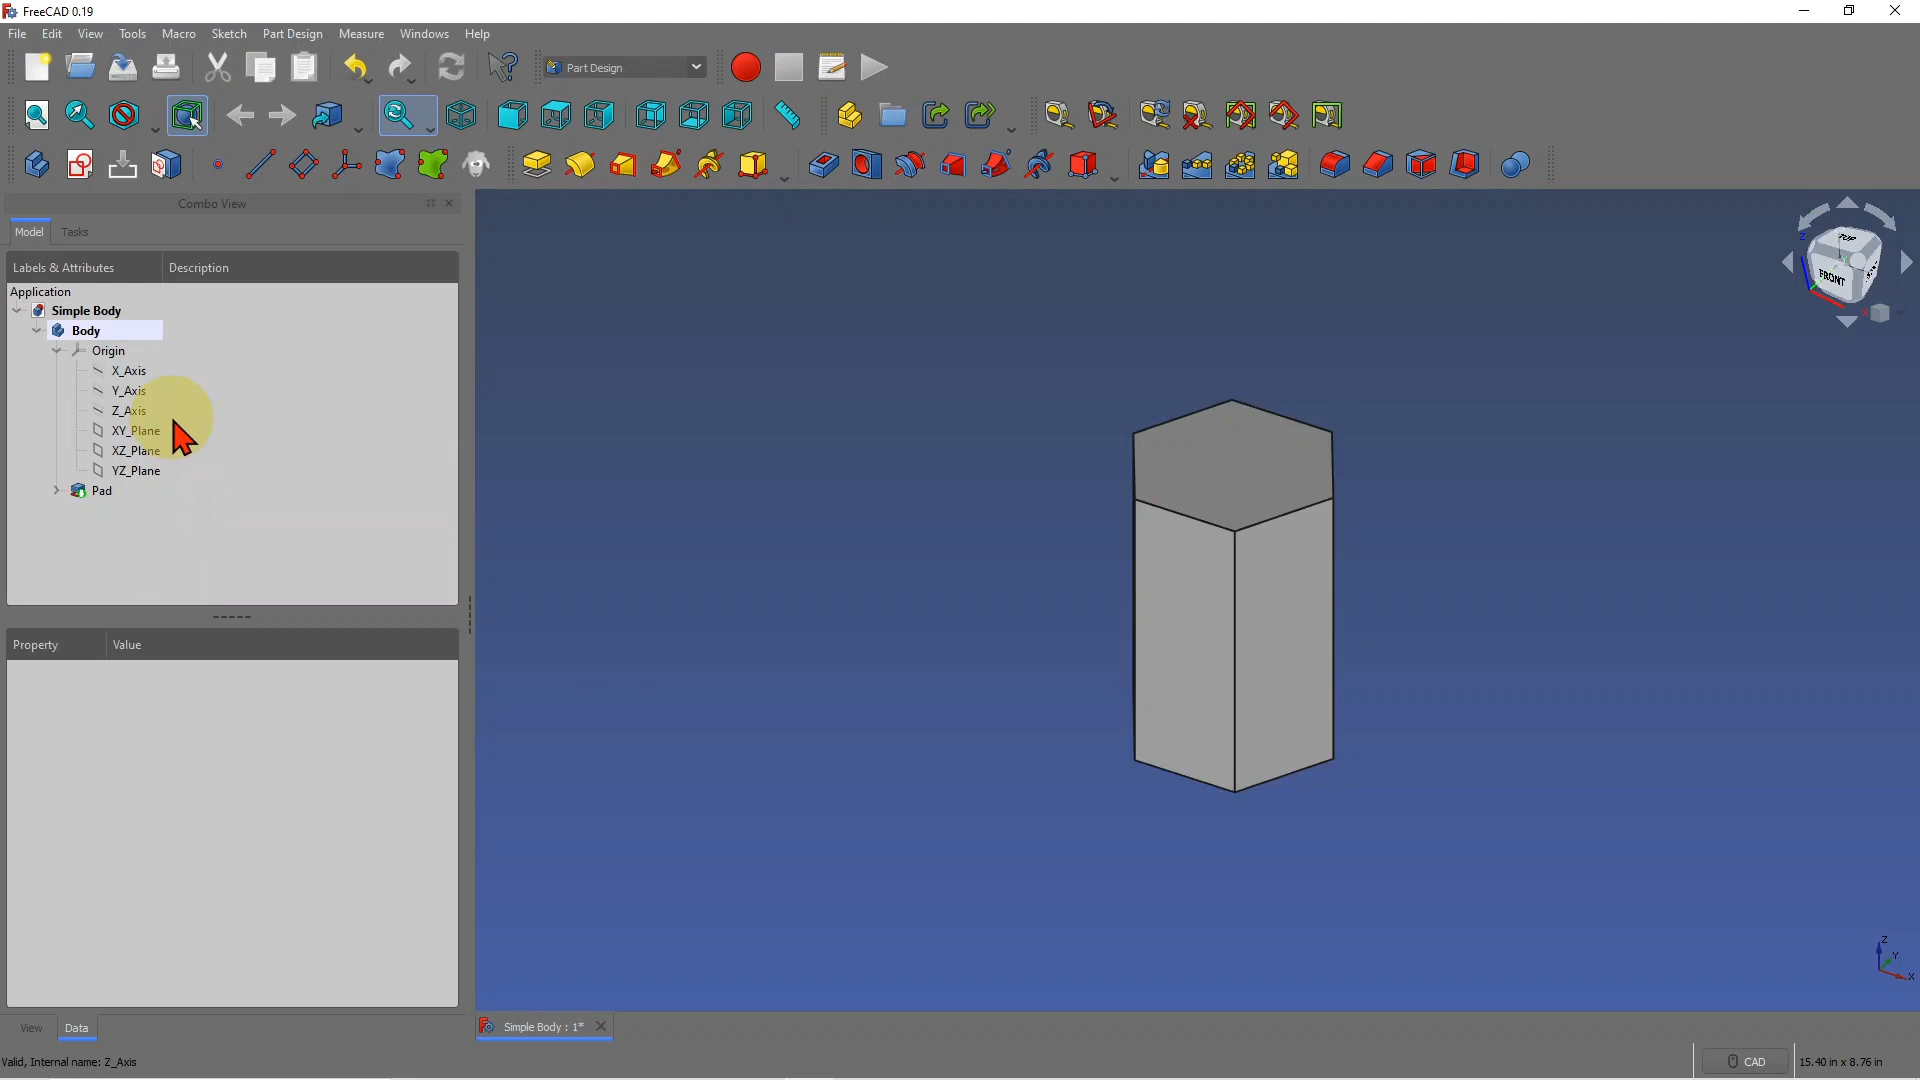 FreeCAD 0.19
File Edit View Tools Macro Sketch Part Design Measure Windows Help
Part Design
Combo View
Model Tasks
Labels & Attributes Description
Application
Simple Body
Body
Origin
X_Axis
Y_Axis
Z_Axis
XY_Plane
XZ_Plane
YZ_Plane
Pad
Property Value
TOP
FRONT
Z
X
Z
Y
X
View Data
Simple Body : 1*
Valid, Internal name: Z_Axis
CAD
15.40 in x 8.76 in